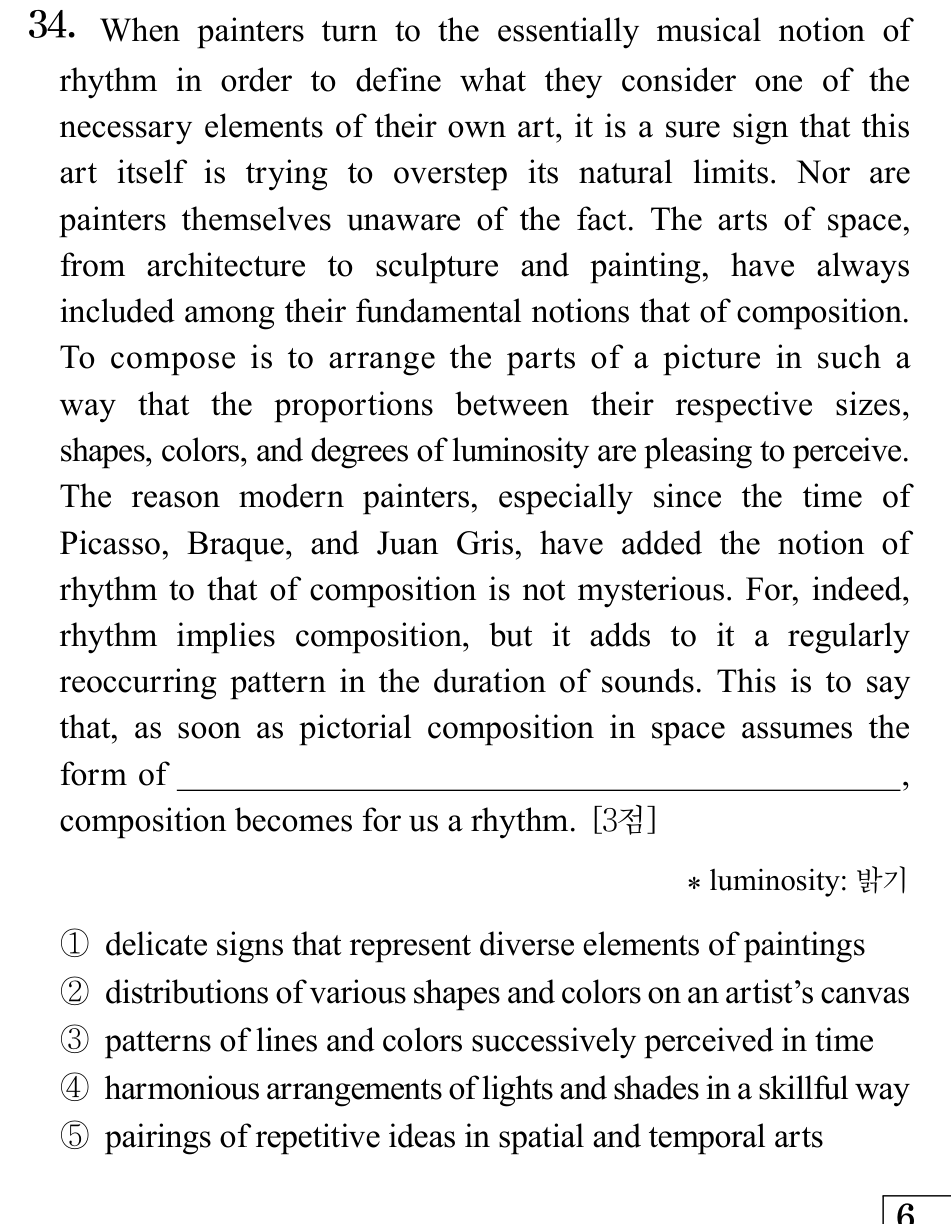 34. When painters turn to the essentially musical notion of
rhythm in order to define what they consider one of the
necessary elements of their own art, it is a sure sign that this
art itself is trying to overstep its natural limits. Nor are
painters themselves unaware of the fact. The arts of space,
from architecture to sculpture and painting, have always
included among their fundamental notions that of composition.
To compose is to arrange the parts of a picture in such a
way that the proportions between their respective sizes,
shapes, colors, and degrees of luminosity are pleasing to perceive.
The reason modern painters, especially since the time of
Picasso, Braque, and Juan Gris, have added the notion of
rhythm to that of composition is not mysterious. For, indeed,
rhythm implies composition, but it adds to it a regularly
reoccurring pattern in the duration of sounds. This is to say
that, as soon as pictorial composition in space assumes the
form of ____________________,
composition becomes for us a rhythm. [3점]
* luminosity: 밝기
① delicate signs that represent diverse elements of paintings
② distributions of various shapes and colors on an artist’s canvas
③ patterns of lines and colors successively perceived in time
④ harmonious arrangements of lights and shades in a skillful way
⑤ pairings of repetitive ideas in spatial and temporal arts
6